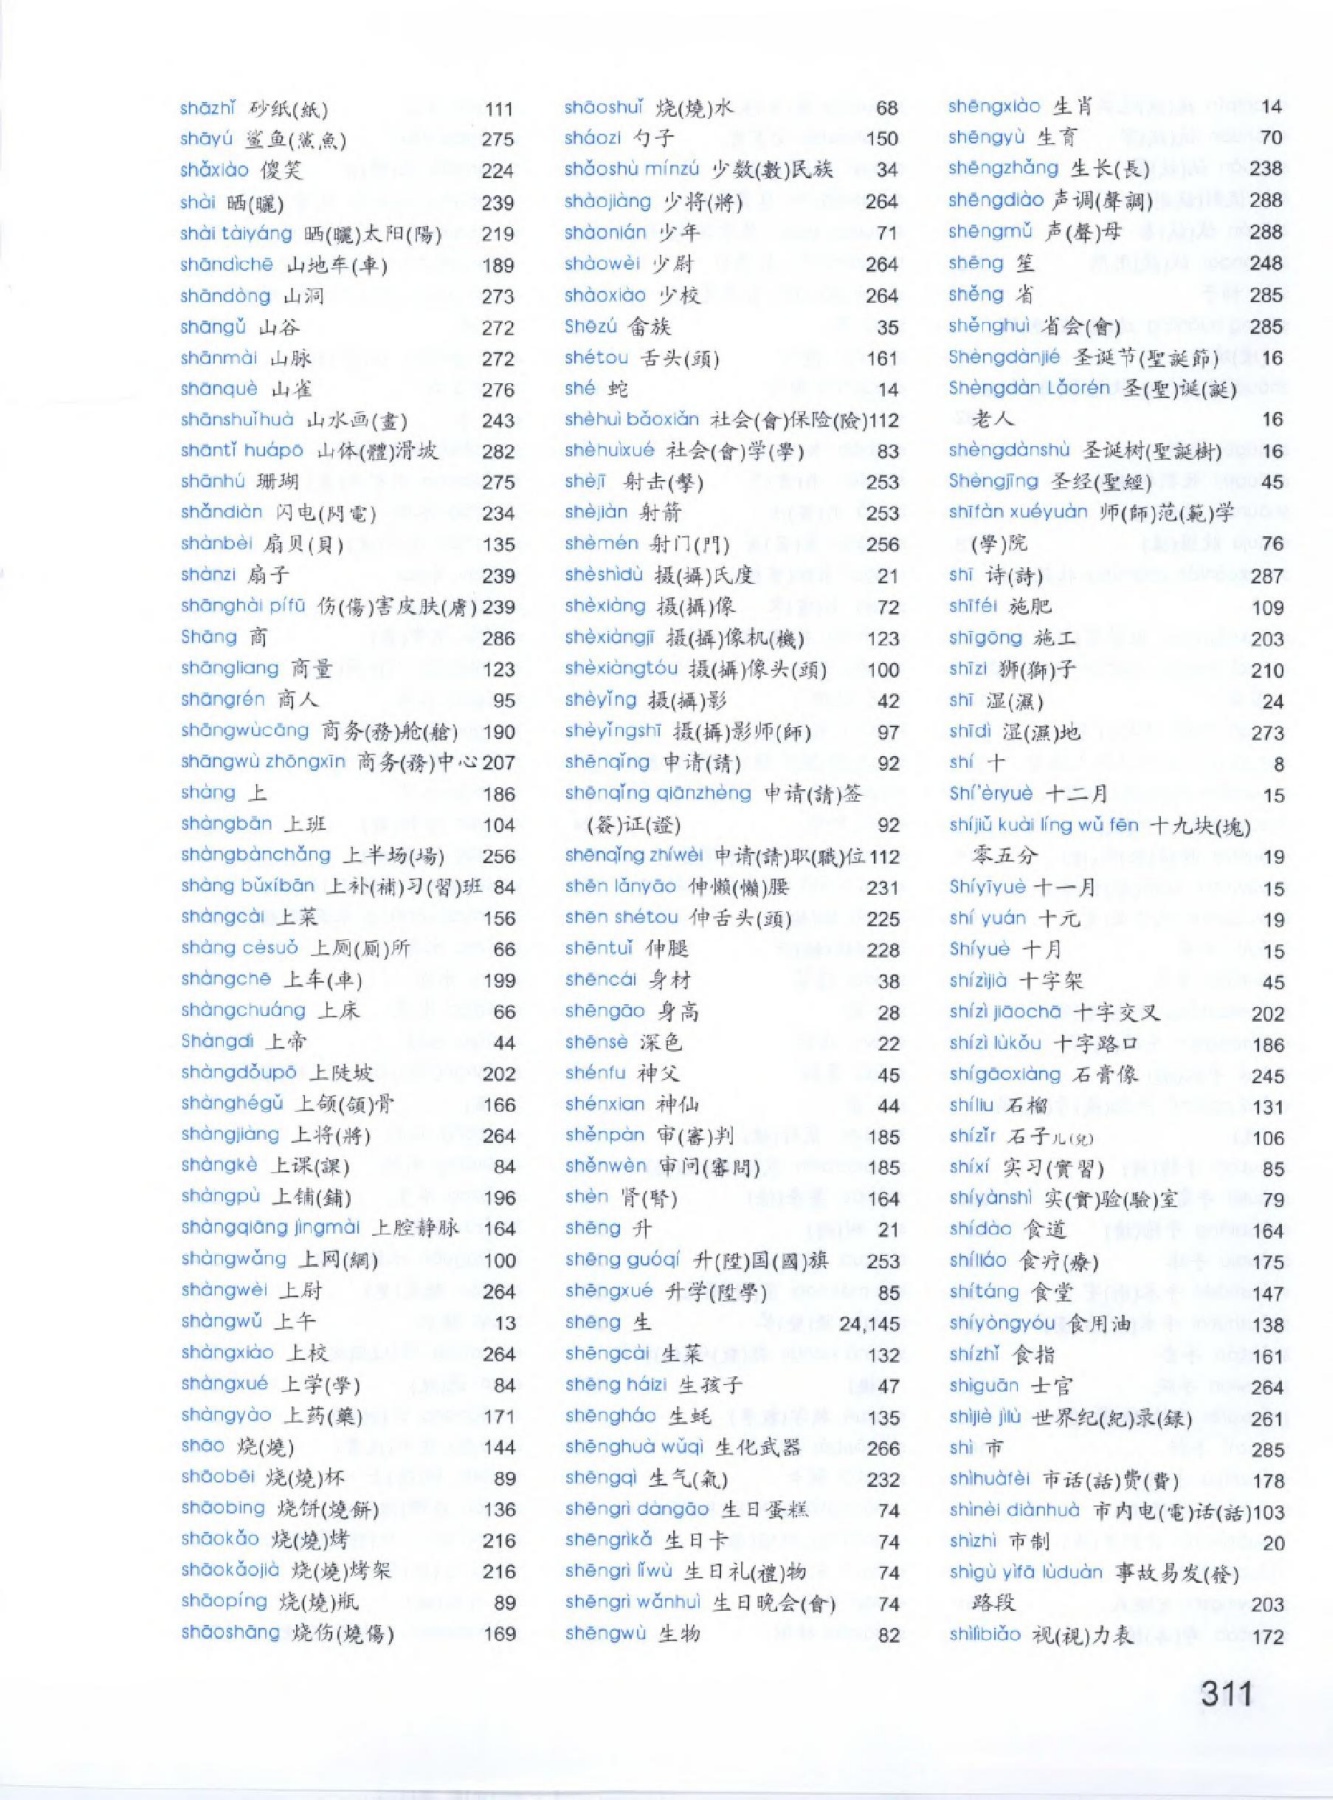 shāzhǐ 砂纸(紙) 111
shāyú 鲨鱼(鯊魚) 275
shǎxiào 傻笑 224
shài 晒(曬) 239
shài tàiyáng 晒(曬)太阳(陽) 219
shāndìchē 山地车(車) 189
shāndòng 山洞 273
shāngǔ 山谷 272
shānmài 山脉 272
shānquè 山雀 276
shānshuǐhuà 山水画(畫) 243
shāntǐ huápō 山体(體)滑坡 282
shānhú 珊瑚 275
shǎndiàn 闪电(閃電) 234
shànbèi 扇贝(貝) 135
shànzi 扇子 239
shānghài pífū 伤(傷)害皮肤(膚) 239
Shāng 商 286
shāngliang 商量 123
shāngrén 商人 95
shāngwùcāng 商务(務)舱(艙) 190
shāngwù zhōngxīn 商务(務)中心 207
shàng 上 186
shàngbān 上班 104
shàngbànchǎng 上半场(場) 256
shàng bǔxíbān 上补(補)习(習)班 84
shàngcài 上菜 156
shàng cèsuǒ 上厕(厠)所 66
shàngchē 上车(車) 199
shàngchuáng 上床 66
Shàngdì 上帝 44
shàngdǒupō 上陡坡 202
shànghégǔ 上颌(頜)骨 166
shàngjiàng 上将(將) 264
shàngkè 上课(課) 84
shàngpù 上铺(鋪) 196
shàngqiāng jìngmài 上腔静脉 164
shàngwǎng 上网(網) 100
shàngwèi 上尉 264
shàngwǔ 上午 13
shàngxiào 上校 264
shàngxué 上学(學) 84
shàngyào 上药(藥) 171
shāo 烧(燒) 144
shāobēi 烧(燒)杯 89
shāobing 烧饼(燒餅) 136
shāokǎo 烧(燒)烤 216
shāokǎojià 烧(燒)烤架 216
shāopíng 烧(燒)瓶 89
shāoshāng 烧伤(燒傷) 169
shāoshuǐ 烧(燒)水 68
sháozi 勺子 150
shǎoshù mínzú 少数(數)民族 34
shàojiàng 少将(將) 264
shàonián 少年 71
shàowèi 少尉 264
shàoxiào 少校 264
Shēzú 畲族 35
shétou 舌头(頭) 161
shé 蛇 14
shèhuì bǎoxiǎn 社会(會)保险(險)112
shèhuìxué 社会(會)学(學) 83
shèjī 射击(擊) 253
shèjiàn 射箭 253
shèmén 射门(門) 256
shèshìdù 摄(攝)氏度 21
shèxiàng 摄(攝)像 72
shèxiàngjī 摄(攝)像机(機) 123
shèxiàngtóu 摄(攝)像头(頭) 100
shèyǐng 摄(攝)影 42
shèyǐngshī 摄(攝)影师(師) 97
shēnqǐng 申请(請) 92
shēnqǐng qiānzhèng 申请(請)签
(簽)证(證) 92
shēnqǐng zhíwèi 申请(請)职(職)位112
shēn lǎnyāo 伸懒(懶)腰 231
shēn shétou 伸舌头(頭) 225
shēntuǐ 伸腿 228
shēncái 身材 38
shēngāo 身高 28
shēnsè 深色 22
shénfu 神父 45
shénxian 神仙 44
shěnpàn 审(審)判 185
shěnwèn 审问(審問) 185
shèn 肾(腎) 164
shēng 升 21
shēng guóqí 升(陞)国(國)旗 253
shēngxué 升学(陞學) 85
shēng 生 24,145
shēngcài 生菜 132
shēng háizi 生孩子 47
shēngháo 生蚝 135
shēnghuà wǔqì 生化武器 266
shēngqì 生气(氣) 232
shēngri dàngāo 生日蛋糕 74
shēngrikǎ 生日卡 74
shēngri lǐwù 生日礼(禮)物 74
shēngri wǎnhuì 生日晚会(會) 74
shēngwù 生物 82
shēngxiào 生肖 14
shēngyù 生育 70
shēngzhǎng 生长(長) 238
shēngdiào 声调(聲調) 288
shēngmǔ 声(聲)母 288
shēng 笙 248
shěng 省 285
shěnghuì 省会(會) 285
Shèngdànjié 圣诞节(聖誕節) 16
Shèngdàn Lǎorén 圣(聖)诞(誕)
老人 16
shèngdànshù 圣诞树(聖誕樹) 16
Shèngjīng 圣经(聖經) 45
shīfàn xuéyuàn 师(師)范(範)学
(學)院 76
shī 诗(詩) 287
shīféi 施肥 109
shīgōng 施工 203
shīzi 狮(獅)子 210
shī 湿(濕) 24
shīdì 湿(濕)地 273
shí 十 8
Shí'èryuè 十二月 15
shíjiǔ kuài líng wǔ fēn 十九块(塊)
零五分 19
Shíyīyuè 十一月 15
shí yuán 十元 19
Shíyuè 十月 15
shízìjià 十字架 45
shízì jiāochā 十字交叉 202
shízì lùkǒu 十字路口 186
shígāoxiàng 石膏像 245
shíliu 石榴 131
shízǐr 石子儿(兒) 106
shíxí 实习(實習) 85
shíyànshì 实(實)验(驗)室 79
shídào 食道 164
shíliáo 食疗(療) 175
shítáng 食堂 147
shíyòngyóu 食用油 138
shízhǐ 食指 161
shìguān 士官 264
shìjiè jìlù 世界纪(紀)录(錄) 261
shì 市 285
shìhuàfèi 市话(話)费(費) 178
shìnèi diànhuà 市内电(電)话(話)103
shìzhì 市制 20
shìgù yìfā lùduàn 事故易发(發)
路段 203
shìlìbiǎo 视(視)力表 172
311